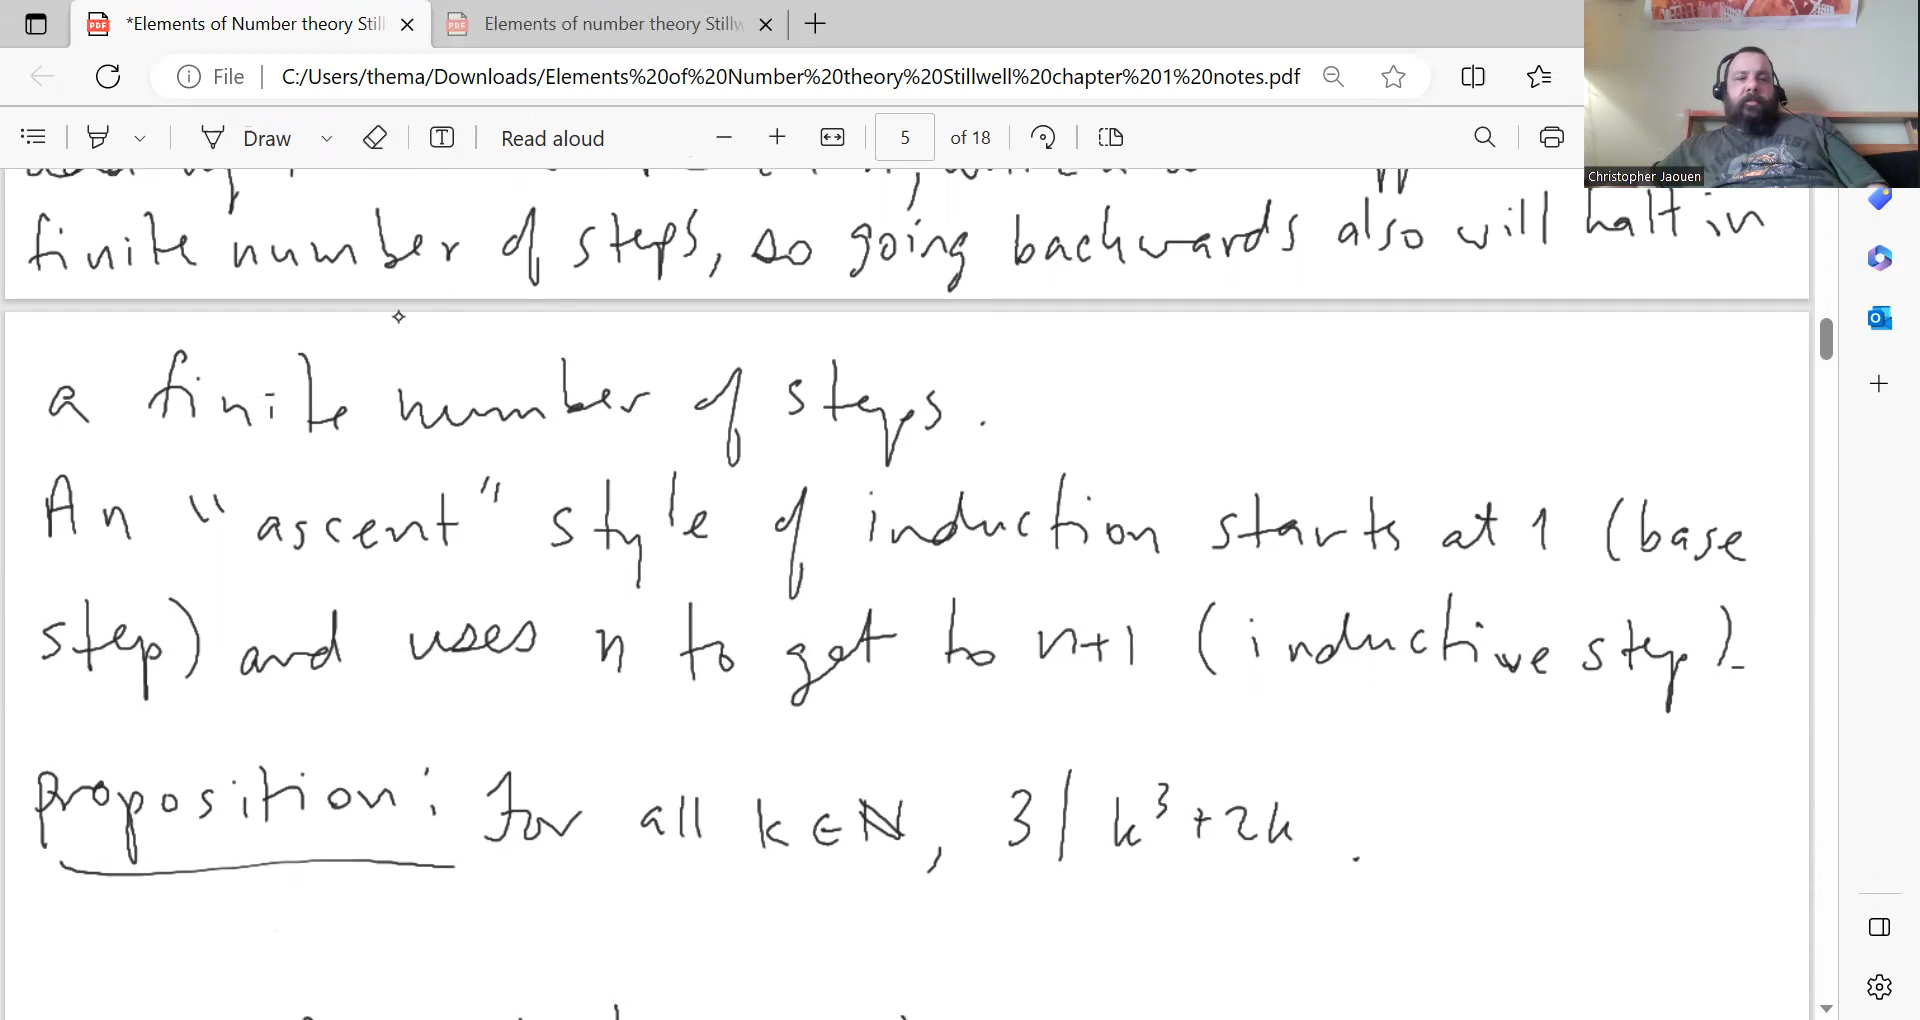 *Elements of Number theory Still
Elements of number theory Stillw
File
C:/Users/thema/Downloads/Elements%20of%20Number%20theory%20Stillwell%20chapter%201%20notes.pdf
Draw
Read aloud
5 of 18
Christopher Jaouen
finite number of steps, so going backwards also will halt in
a finite number of steps.
An "ascent" style of induction starts at 1 (base
step) and uses n to get to n+1 (inductive step).
Proposition: For all k ∈ ℕ, 3 | k³ + 2k .